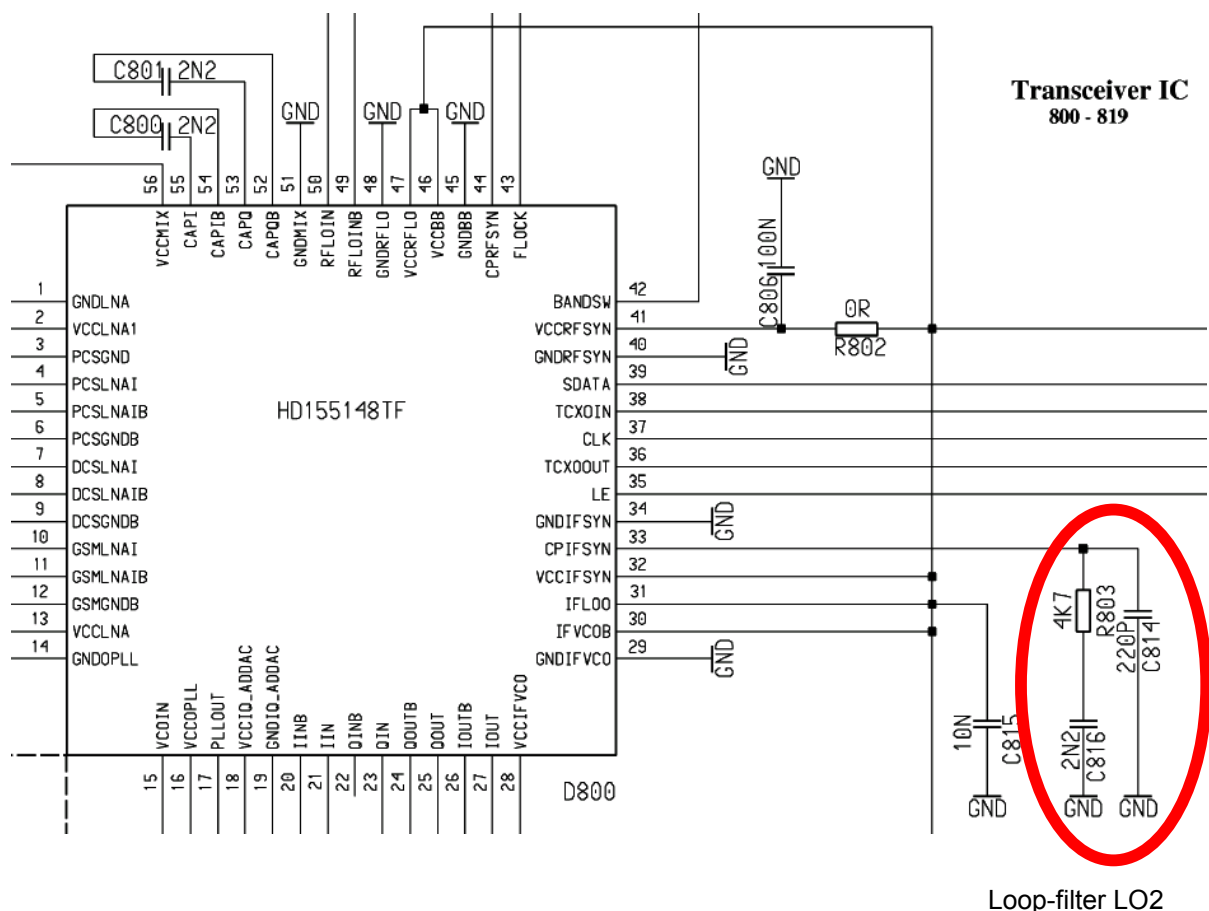 C801 2N2
C800 2N2
GND
GND
GND
Transceiver IC
800 - 819
GND
C806 100N
56
55
54
53
52
51
50
49
48
47
46
45
44
43
VCCMIX
CAPI
CAPIB
CAPQ
CAPQB
GNDMIX
RFLOIN
RFLOINB
GNDRFLO
VCCRFLO
VCCBB
GNDBB
CPRFSYN
FLOCK
1 GNDLNA
2 VCCLNA1
3 PCSGND
4 PCSLNAI
5 PCSLNAIB
6 PCSGNDB
7 DCSLNAI
8 DCSLNAIB
9 DCSGNDB
10 GSMLNAI
11 GSMLNAIB
12 GSMGNDB
13 VCCLNA
14 GNDOPLL
HD155148TF
BANDSW 42
VCCRFSYN 41
0R
R802
GNDRFSYN 40
GND
SDATA 39
TCXOIN 38
CLK 37
TCXOOUT 36
LE 35
GNDIFSYN 34
GND
CPIFSYN 33
VCCIFSYN 32
IFLOO 31
IFVCOB 30
GNDIFVCO 29
GND
4K7
R803
220P
C814
10N
C815
2N2
C816
GND
GND
GND
VCOIN
VCCOPLL
PLLOUT
VCCIQ_ADDAC
GNDIQ_ADDAC
IINB
IIN
QINB
QIN
QOUTB
QOUT
IOUTB
IOUT
VCCIFVCO
15
16
17
18
19
20
21
22
23
24
25
26
27
28
D800
Loop-filter LO2